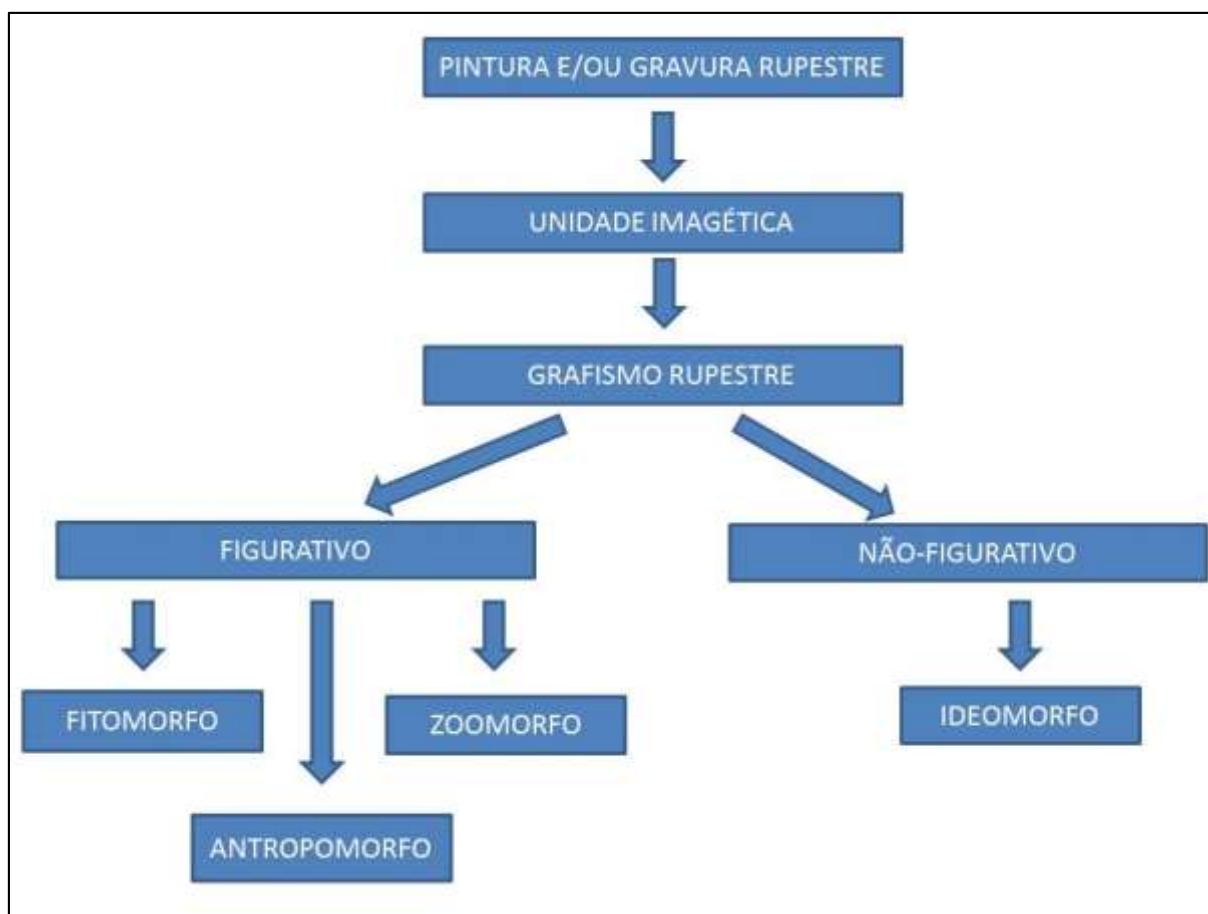 PINTURA E/OU GRAVURA RUPESTRE
UNIDADE IMAGÉTICA
GRAFISMO RUPESTRE
FIGURATIVO
NÃO-FIGURATIVO
FITOMORFO
ZOOMORFO
IDEOMORFO
ANTROPOMORFO